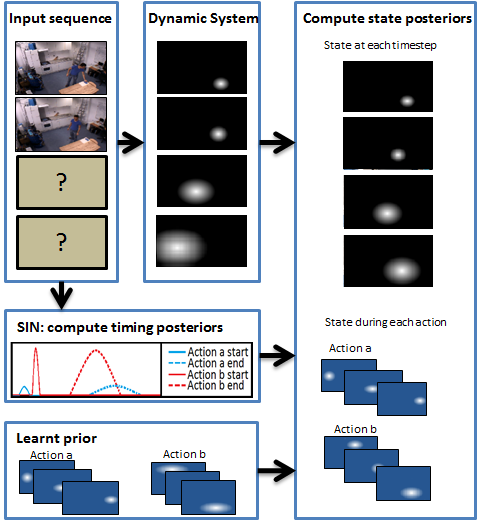 Input sequence
?
?
Dynamic System
Compute state posteriors
State at each timestep
SIN: compute timing posteriors
Action a start
Action a end
Action b start
Action b end
State during each action
Action a
Action b
Learnt prior
Action a
Action b